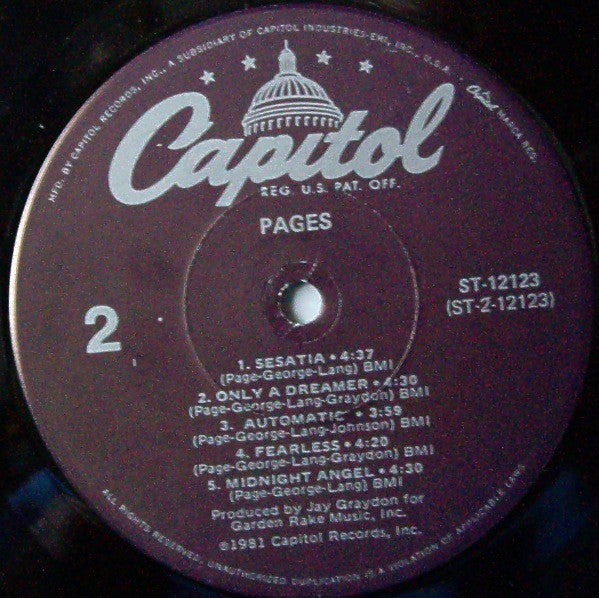 MFD. BY CAPITOL RECORDS, INC., A SUBSIDIARY OF CAPITOL INDUSTRIES-EMI, INC., U.S.A.
Capitol MARCA REG.
Capitol
REG. U.S. PAT. OFF.
PAGES
2
ST-12123
(ST-2-12123)
1. SESATIA • 4:37
(Page-George-Lang) BMI
2. ONLY A DREAMER • 4:30
(Page-George-Lang-Graydon) BMI
3. AUTOMATIC • 3:59
(Page-George-Lang-Johnson) BMI
4. FEARLESS • 4:20
(Page-George-Lang-Graydon) BMI
5. MIDNIGHT ANGEL • 4:30
(Page-George-Lang) BMI
Produced by Jay Graydon for
Garden Rake Music, Inc.
℗1981 Capitol Records, Inc.
ALL RIGHTS RESERVED. UNAUTHORIZED DUPLICATION IS A VIOLATION OF APPLICABLE LAWS